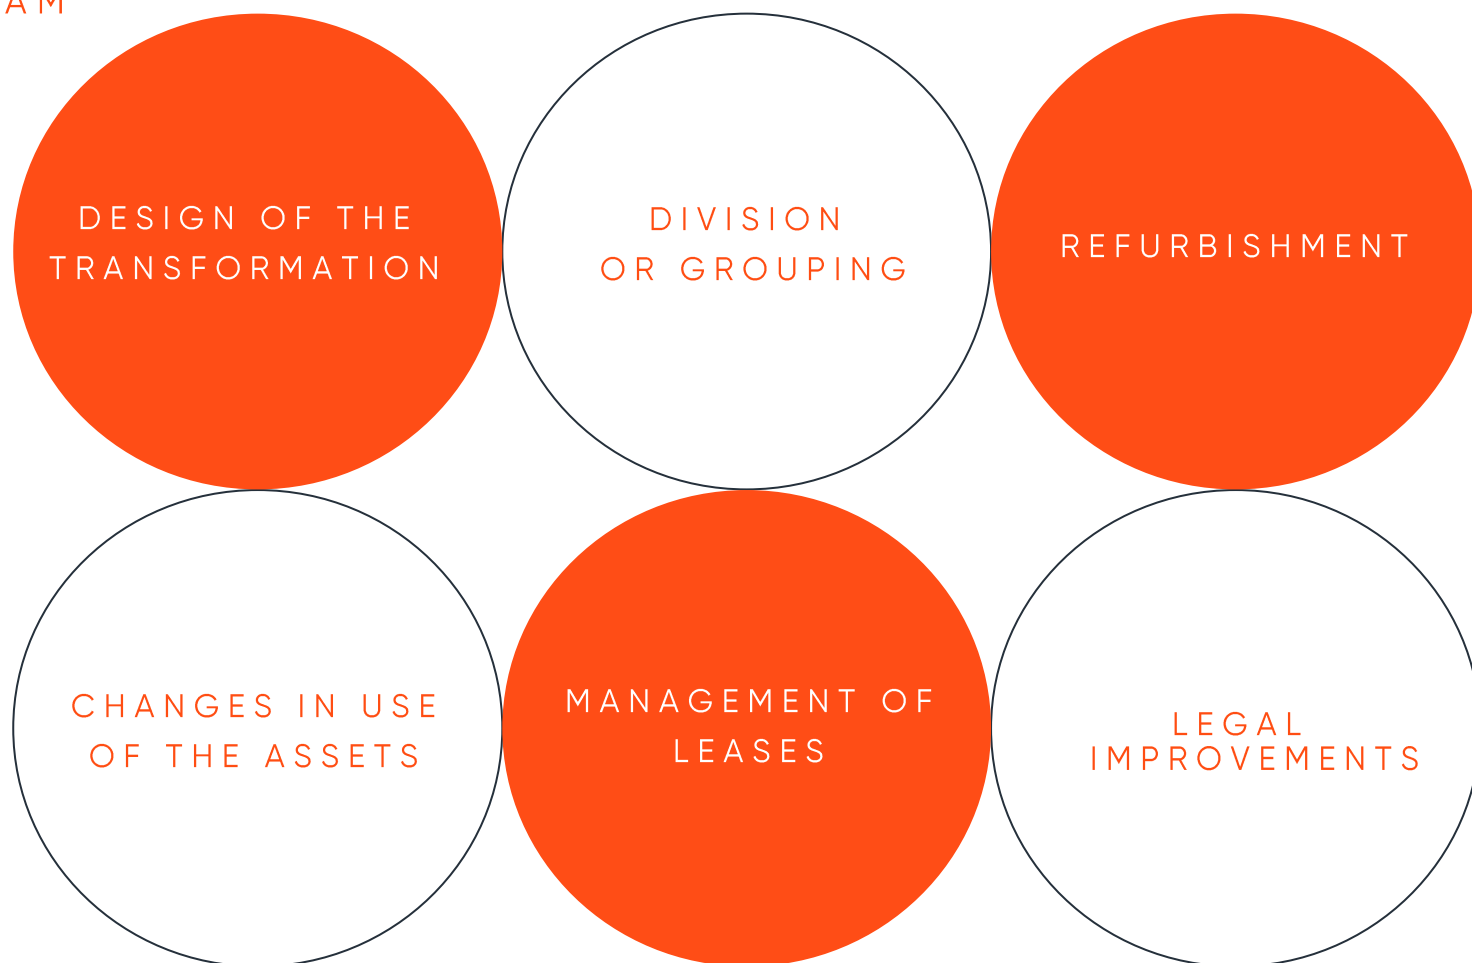 DESIGN OF THE
TRANSFORMATION
DIVISION
OR GROUPING
REFURBISHMENT
CHANGES IN USE
OF THE ASSETS
MANAGEMENT OF
LEASES
LEGAL
IMPROVEMENTS